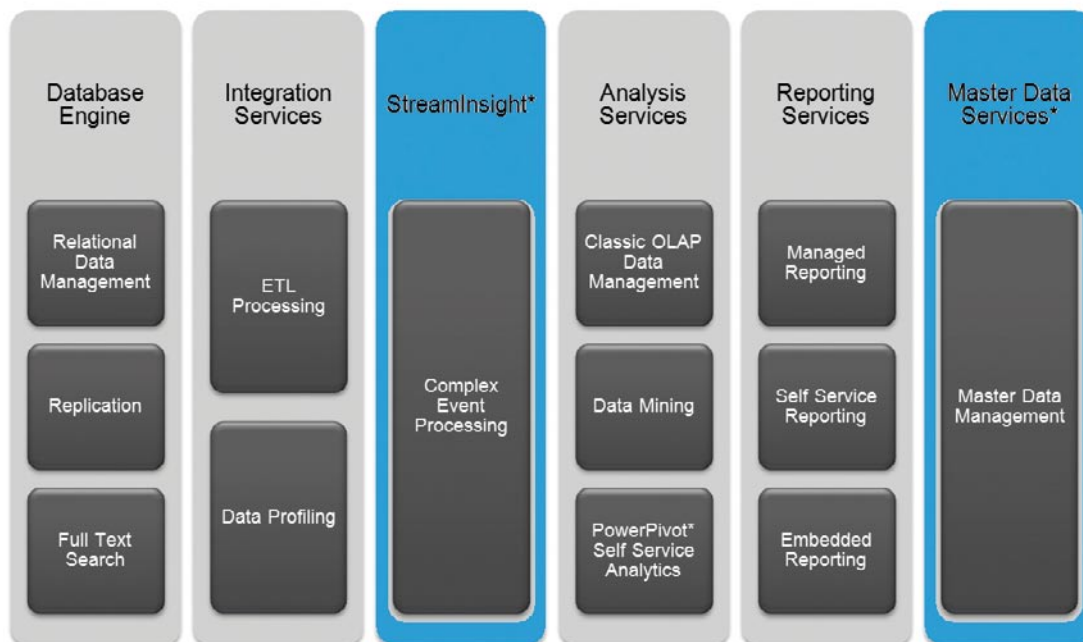 Database
Engine
Relational
Data
Management
Replication
Full Text
Search
Integration
Services
ETL
Processing
Data Profiling
StreamInsight*
Complex
Event
Processing
Analysis
Services
Classic OLAP
Data
Management
Data Mining
PowerPivot*
Self Service
Analytics
Reporting
Services
Managed
Reporting
Self Service
Reporting
Embedded
Reporting
Master Data
Services*
Master Data
Management